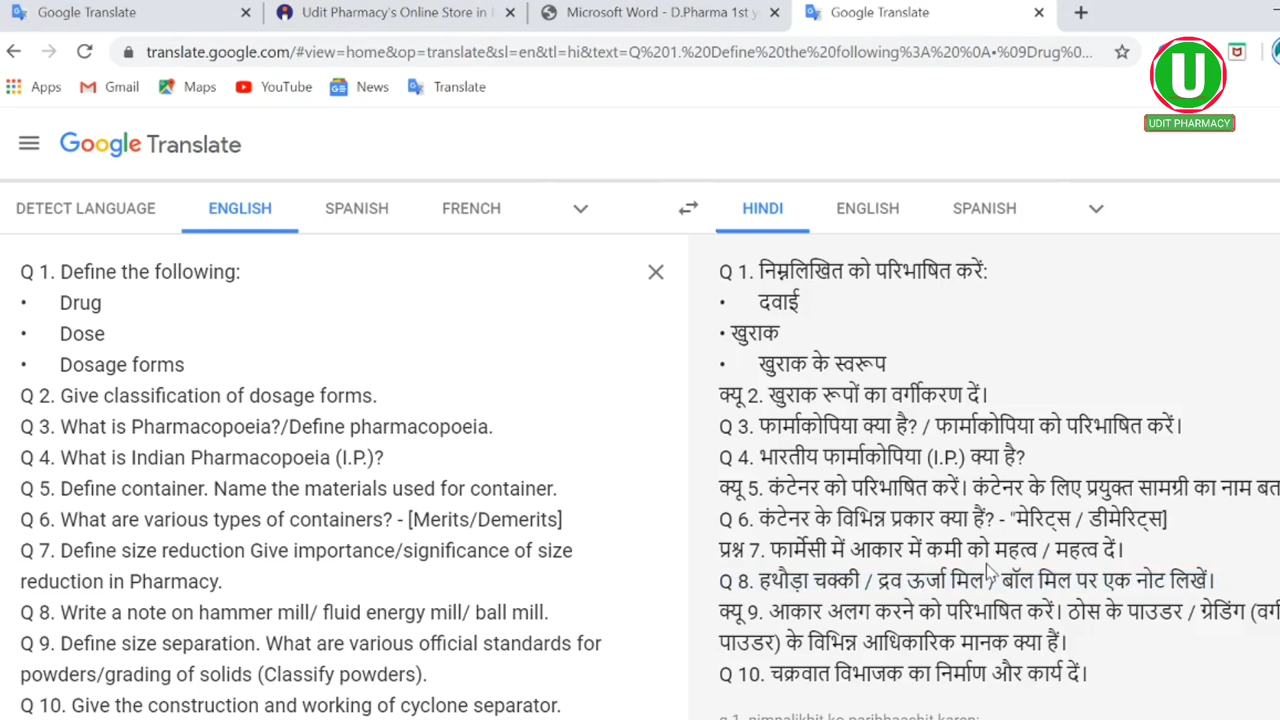 Google Translate
Udit Pharmacy's Online Store in
Microsoft Word - D.Pharma 1st y
Google Translate
translate.google.com/#view=home&op=translate&sl=en&tl=hi&text=Q%201.%20Define%20the%20following%3A%20%0A•%09Drug%0...
Apps
Gmail
Maps
YouTube
News
Translate
U
UDIT PHARMACY
Google Translate
DETECT LANGUAGE
ENGLISH
SPANISH
FRENCH
HINDI
ENGLISH
SPANISH
Q 1. Define the following:
• Drug
• Dose
• Dosage forms
Q 2. Give classification of dosage forms.
Q 3. What is Pharmacopoeia?/Define pharmacopoeia.
Q 4. What is Indian Pharmacopoeia (I.P.)?
Q 5. Define container. Name the materials used for container.
Q 6. What are various types of containers? - [Merits/Demerits]
Q 7. Define size reduction Give importance/significance of size
reduction in Pharmacy.
Q 8. Write a note on hammer mill/ fluid energy mill/ ball mill.
Q 9. Define size separation. What are various official standards for
powders/grading of solids (Classify powders).
Q 10. Give the construction and working of cyclone separator.
Q 1. निम्नलिखित को परिभाषित करें:
• दवाई
• खुराक
• खुराक के स्वरूप
क्यू 2. खुराक रूपों का वर्गीकरण दें।
Q 3. फार्माकोपिया क्या है? / फार्माकोपिया को परिभाषित करें।
Q 4. भारतीय फार्माकोपिया (I.P.) क्या है?
क्यू 5. कंटेनर को परिभाषित करें। कंटेनर के लिए प्रयुक्त सामग्री का नाम बत
Q 6. कंटेनर के विभिन्न प्रकार क्या हैं? - "मेरिट्स / डीमेरिट्स]
प्रश्न 7. फार्मेसी में आकार में कमी को महत्व / महत्व दें।
Q 8. हथौड़ा चक्की / द्रव ऊर्जा मिल / बॉल मिल पर एक नोट लिखें।
क्यू 9. आकार अलग करने को परिभाषित करें। ठोस के पाउडर / ग्रेडिंग (वर्गी
पाउडर) के विभिन्न आधिकारिक मानक क्या हैं।
Q 10. चक्रवात विभाजक का निर्माण और कार्य दें।